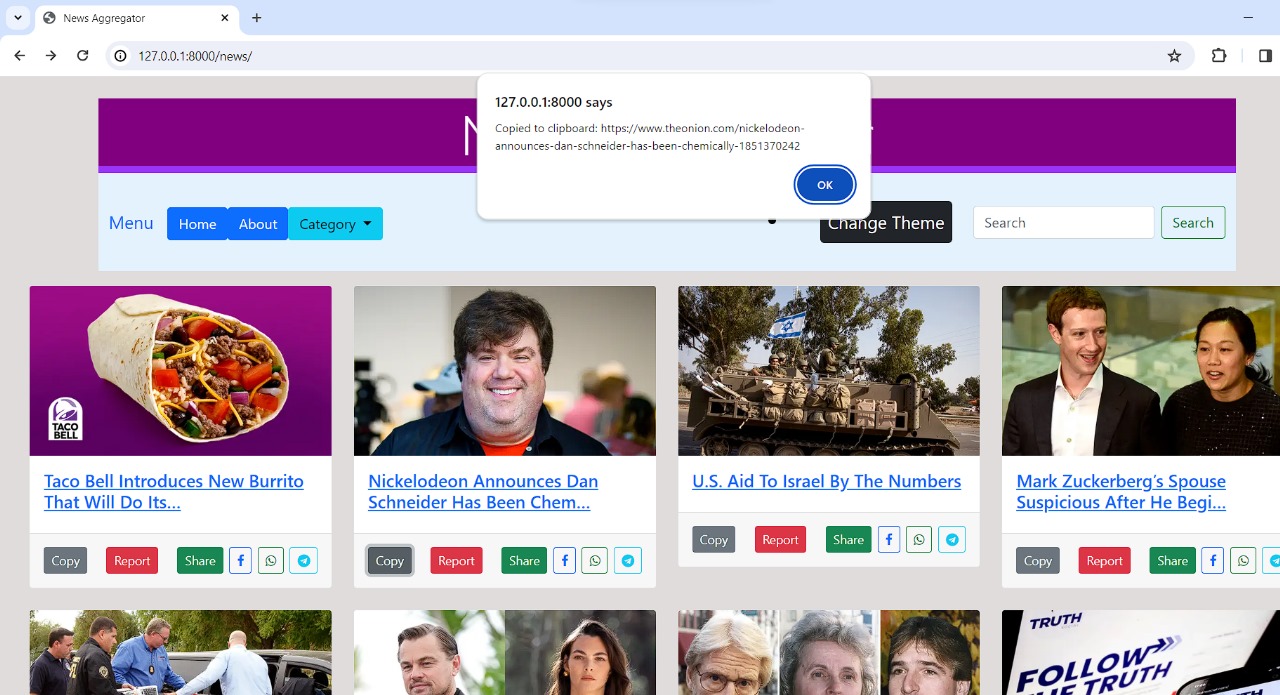 News Aggregator
127.0.0.1:8000/news/
127.0.0.1:8000 says
Copied to clipboard: https://www.theonion.com/nickelodeon-
announces-dan-schneider-has-been-chemically-1851370242
OK
Menu Home About Category Change Theme Search Search
TACO
BELL
Taco Bell Introduces New Burrito
That Will Do Its...
Copy Report Share
Nickelodeon Announces Dan
Schneider Has Been Chem...
Copy Report Share
U.S. Aid To Israel By The Numbers
Copy Report Share
Mark Zuckerberg’s Spouse
Suspicious After He Begi...
Copy Report Share
TRUTH
FOLLOW
THE TRUTH